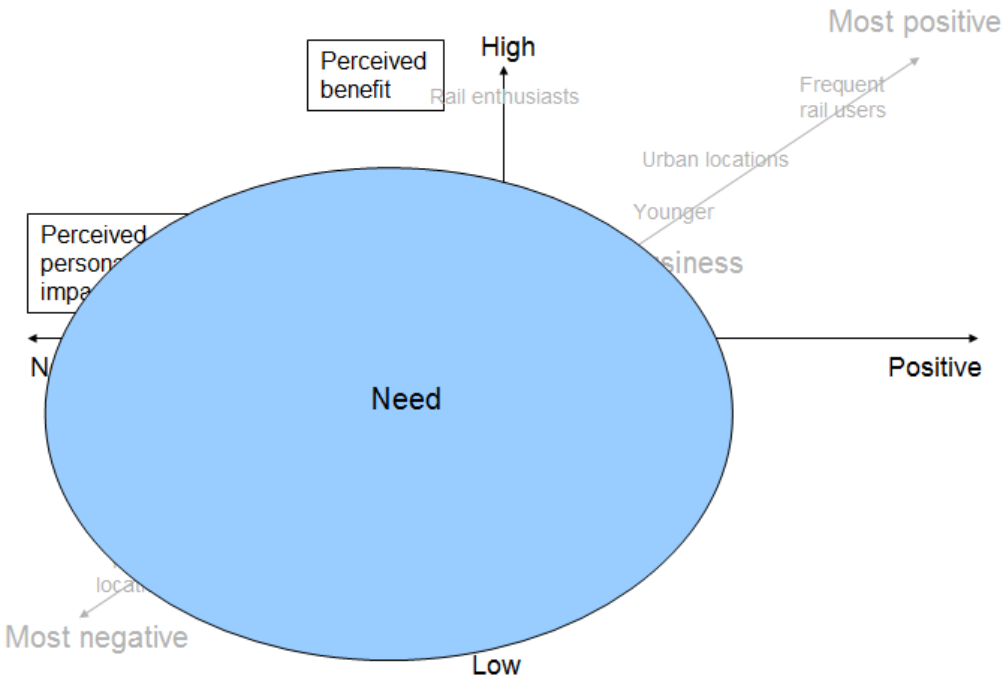 Most positive
High
Perceived
benefit
Rail enthusiasts
Frequent
rail users
Urban locations
Younger
Perceived
Positive
Need
Most negative
Low